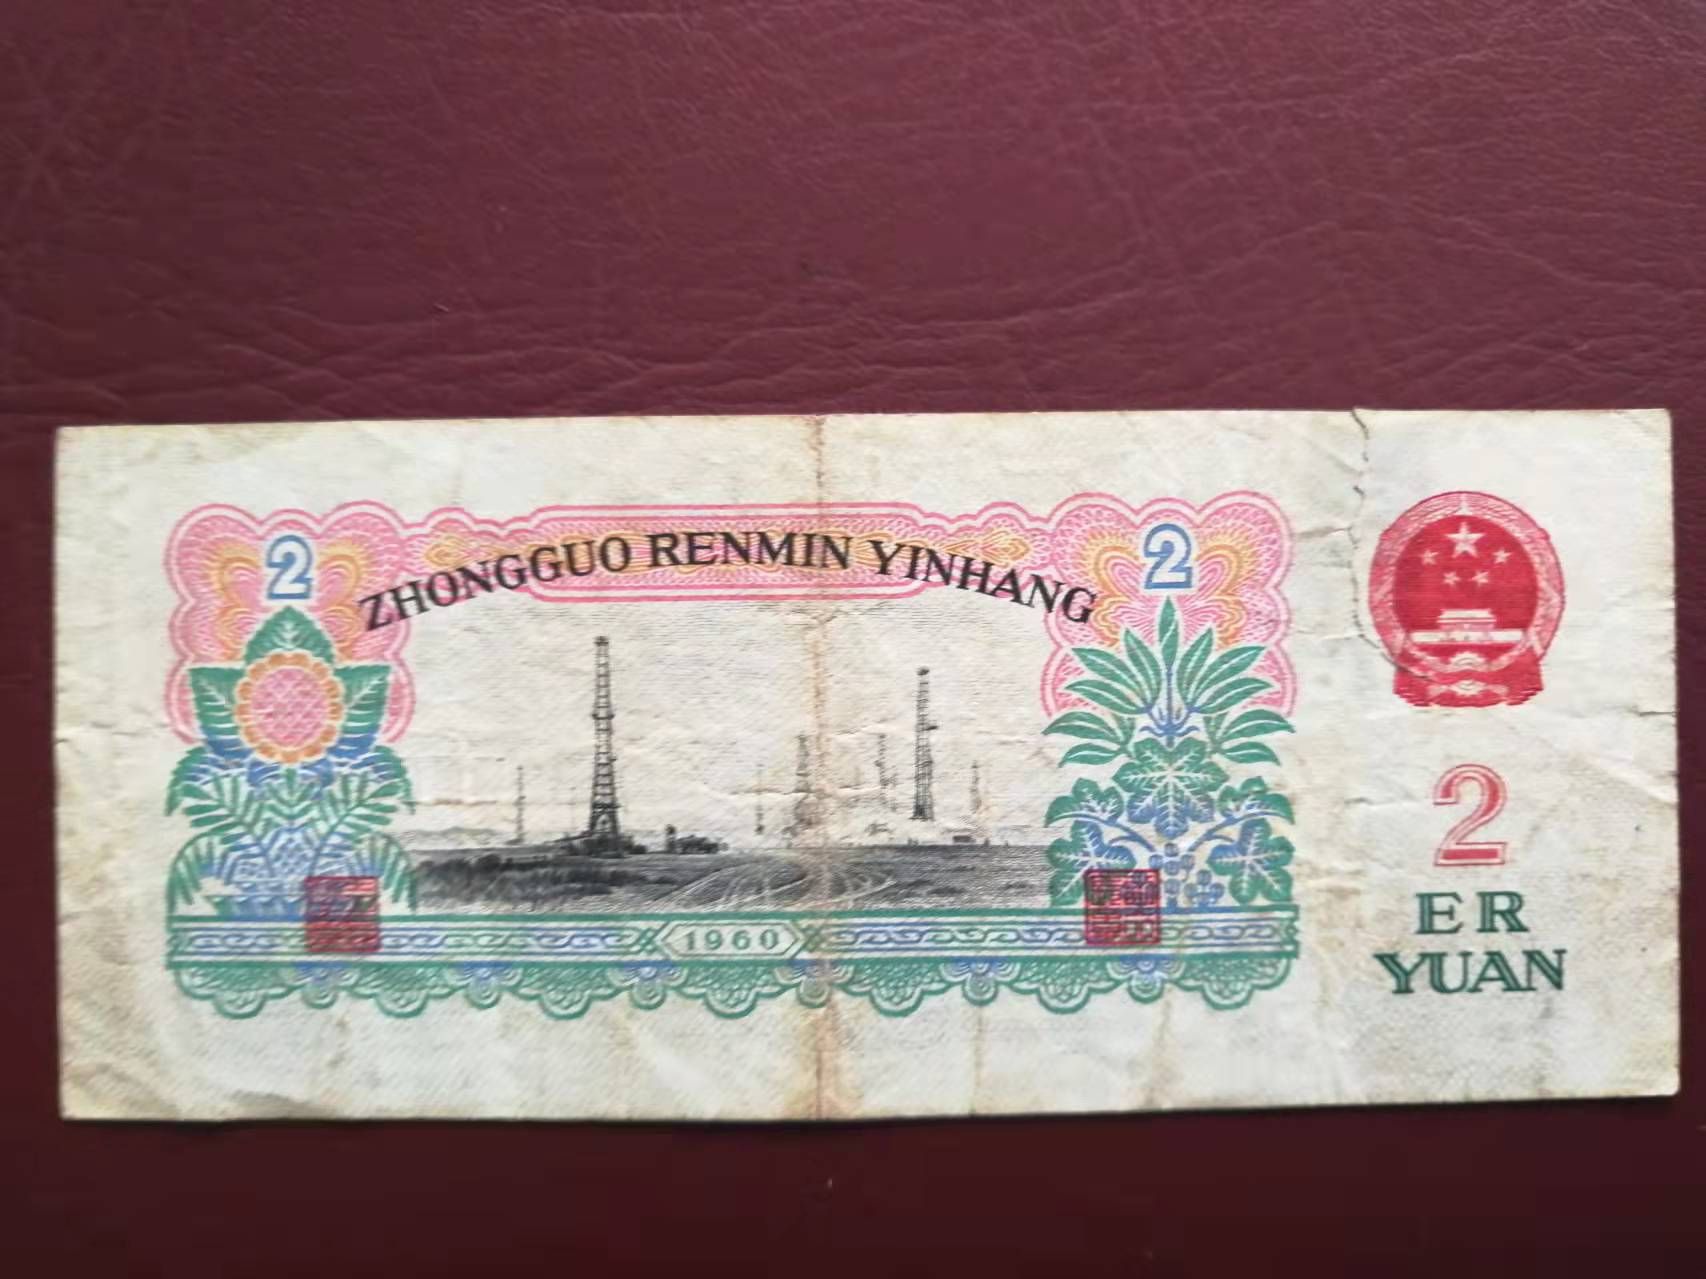 2
2
ZHONGGUO RENMIN YINHANG
1960
2
ER
YUAN